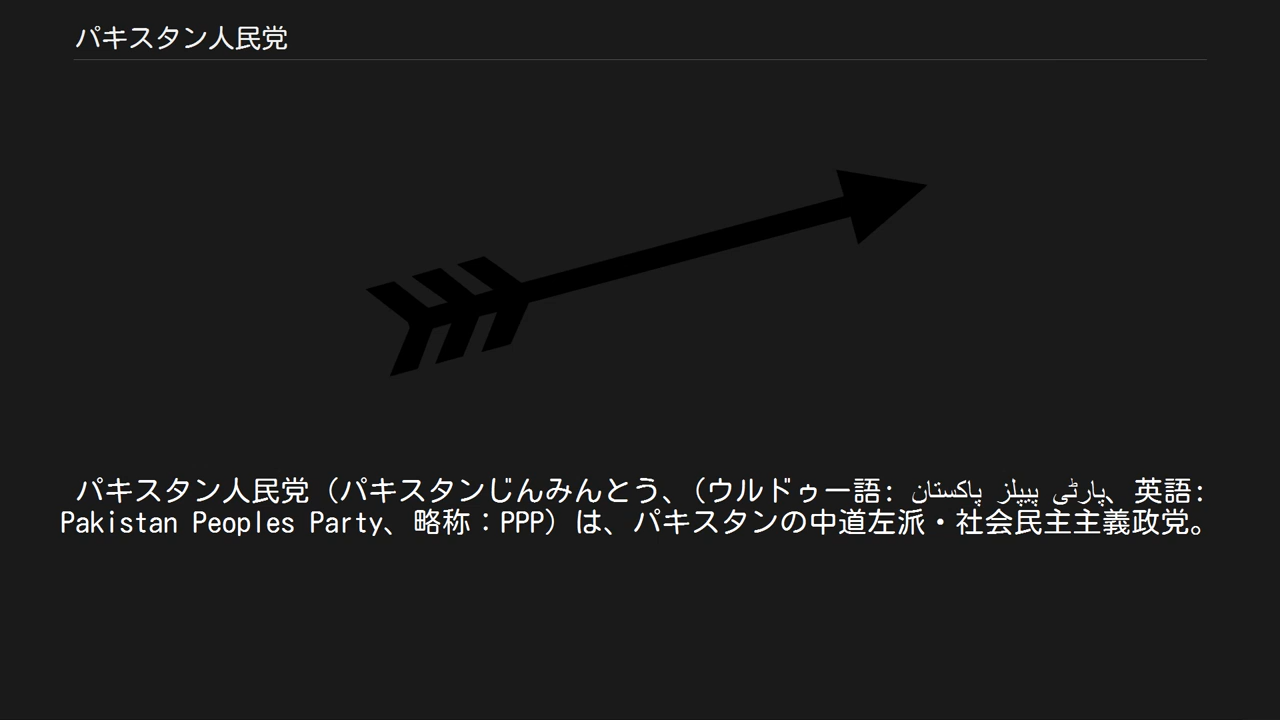 パキスタン人民党
パキスタン人民党（パキスタンじんみんとう、（ウルドゥー語: پاکستان پیپلز پارٹی、英語:
Pakistan Peoples Party、略称：PPP）は、パキスタンの中道左派・社会民主主義政党。